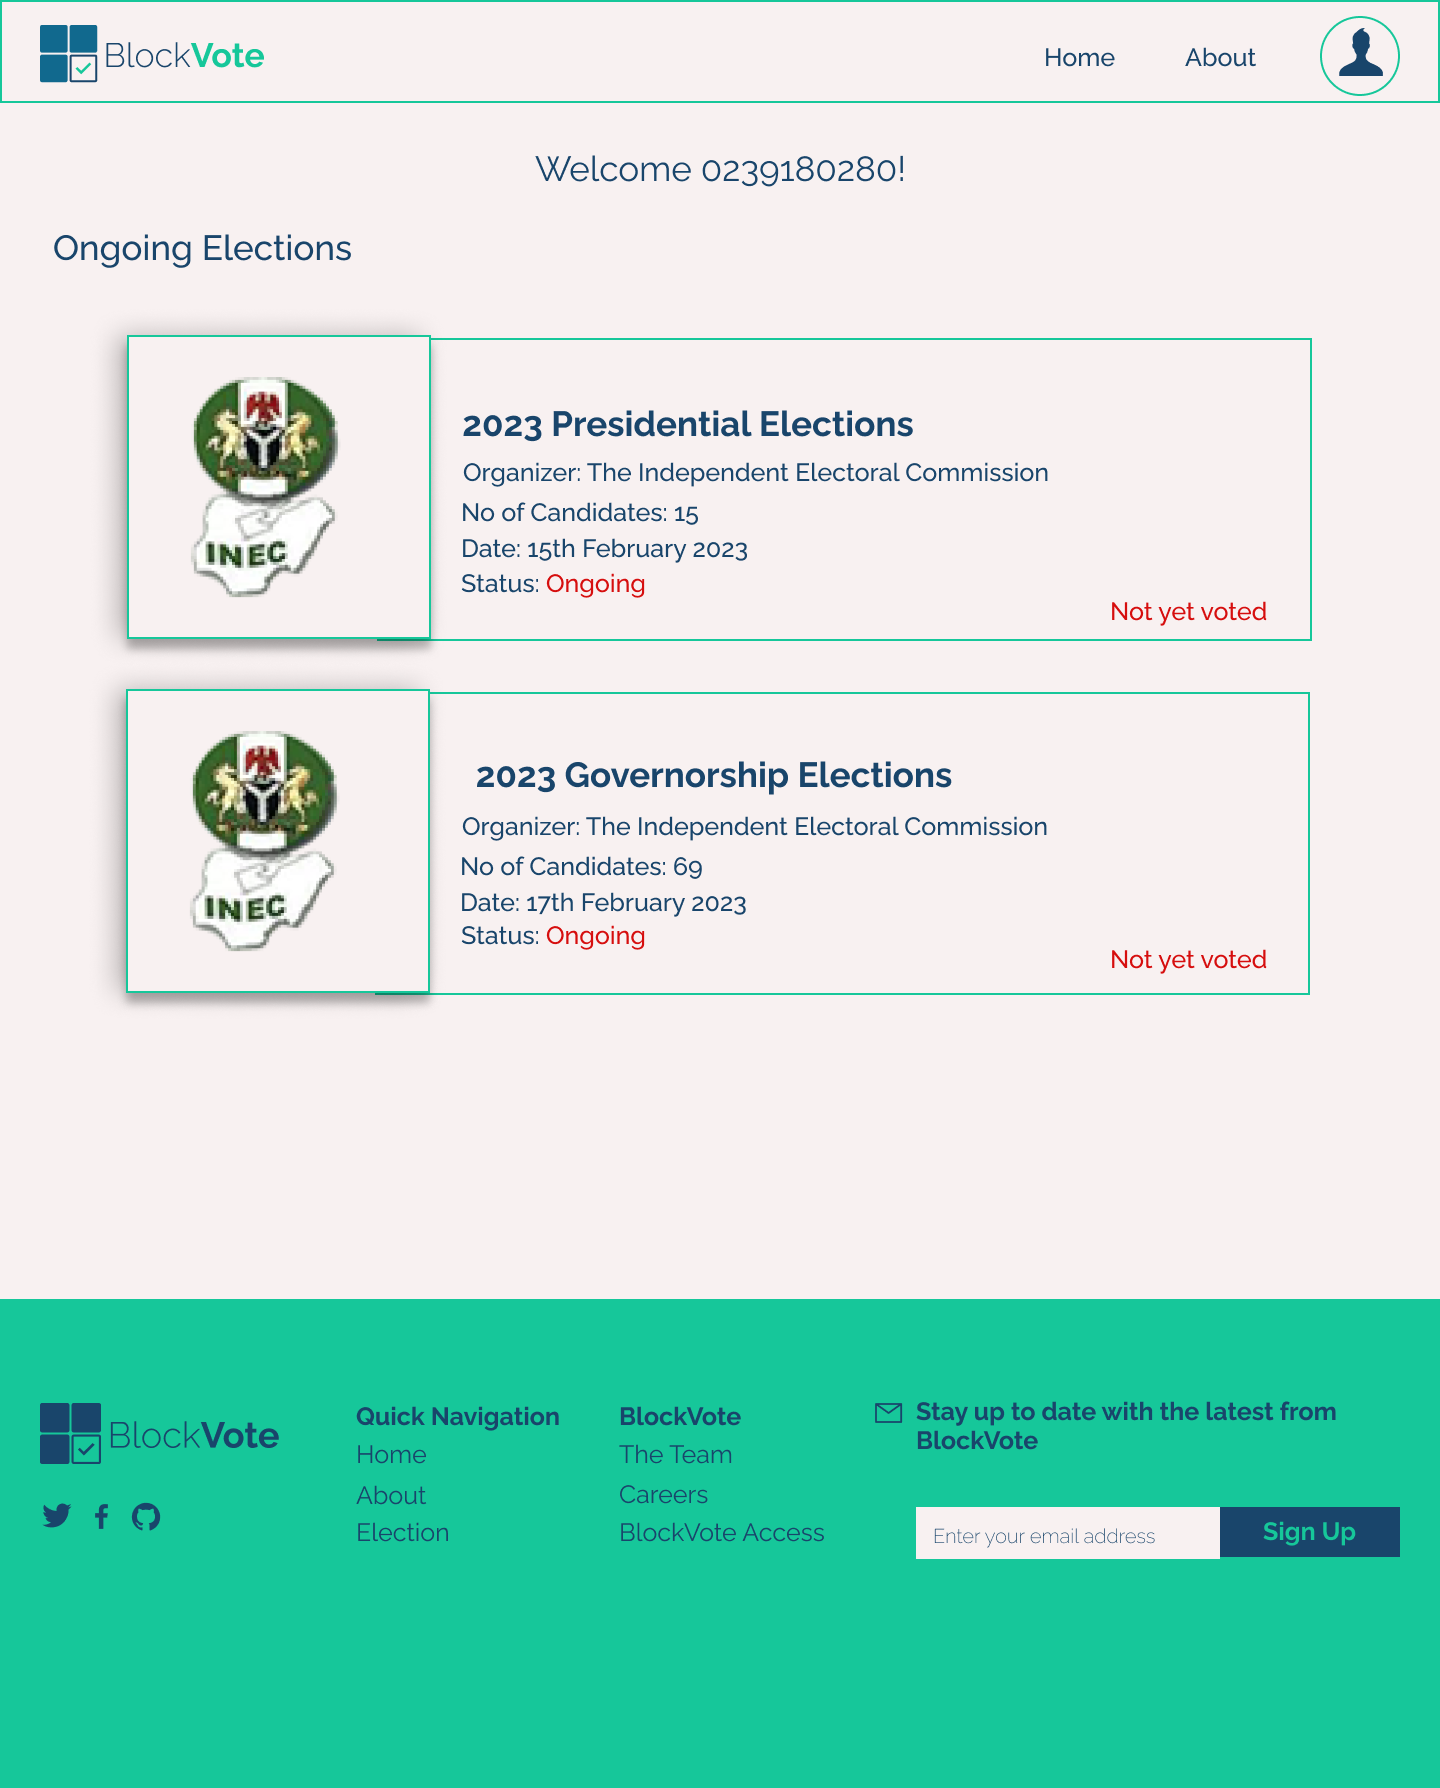 BlockVote
Home
About
Welcome 0239180280!
Ongoing Elections
INEC
2023 Presidential Elections
Organizer: The Independent Electoral Commission
No of Candidates: 15
Date: 15th February 2023
Status: Ongoing
Not yet voted
INEC
2023 Governorship Elections
Organizer: The Independent Electoral Commission
No of Candidates: 69
Date: 17th February 2023
Status: Ongoing
Not yet voted
BlockVote
Quick Navigation
Home
About
Election
BlockVote
The Team
Careers
BlockVote Access
Stay up to date with the latest from
BlockVote
Enter your email address
Sign Up